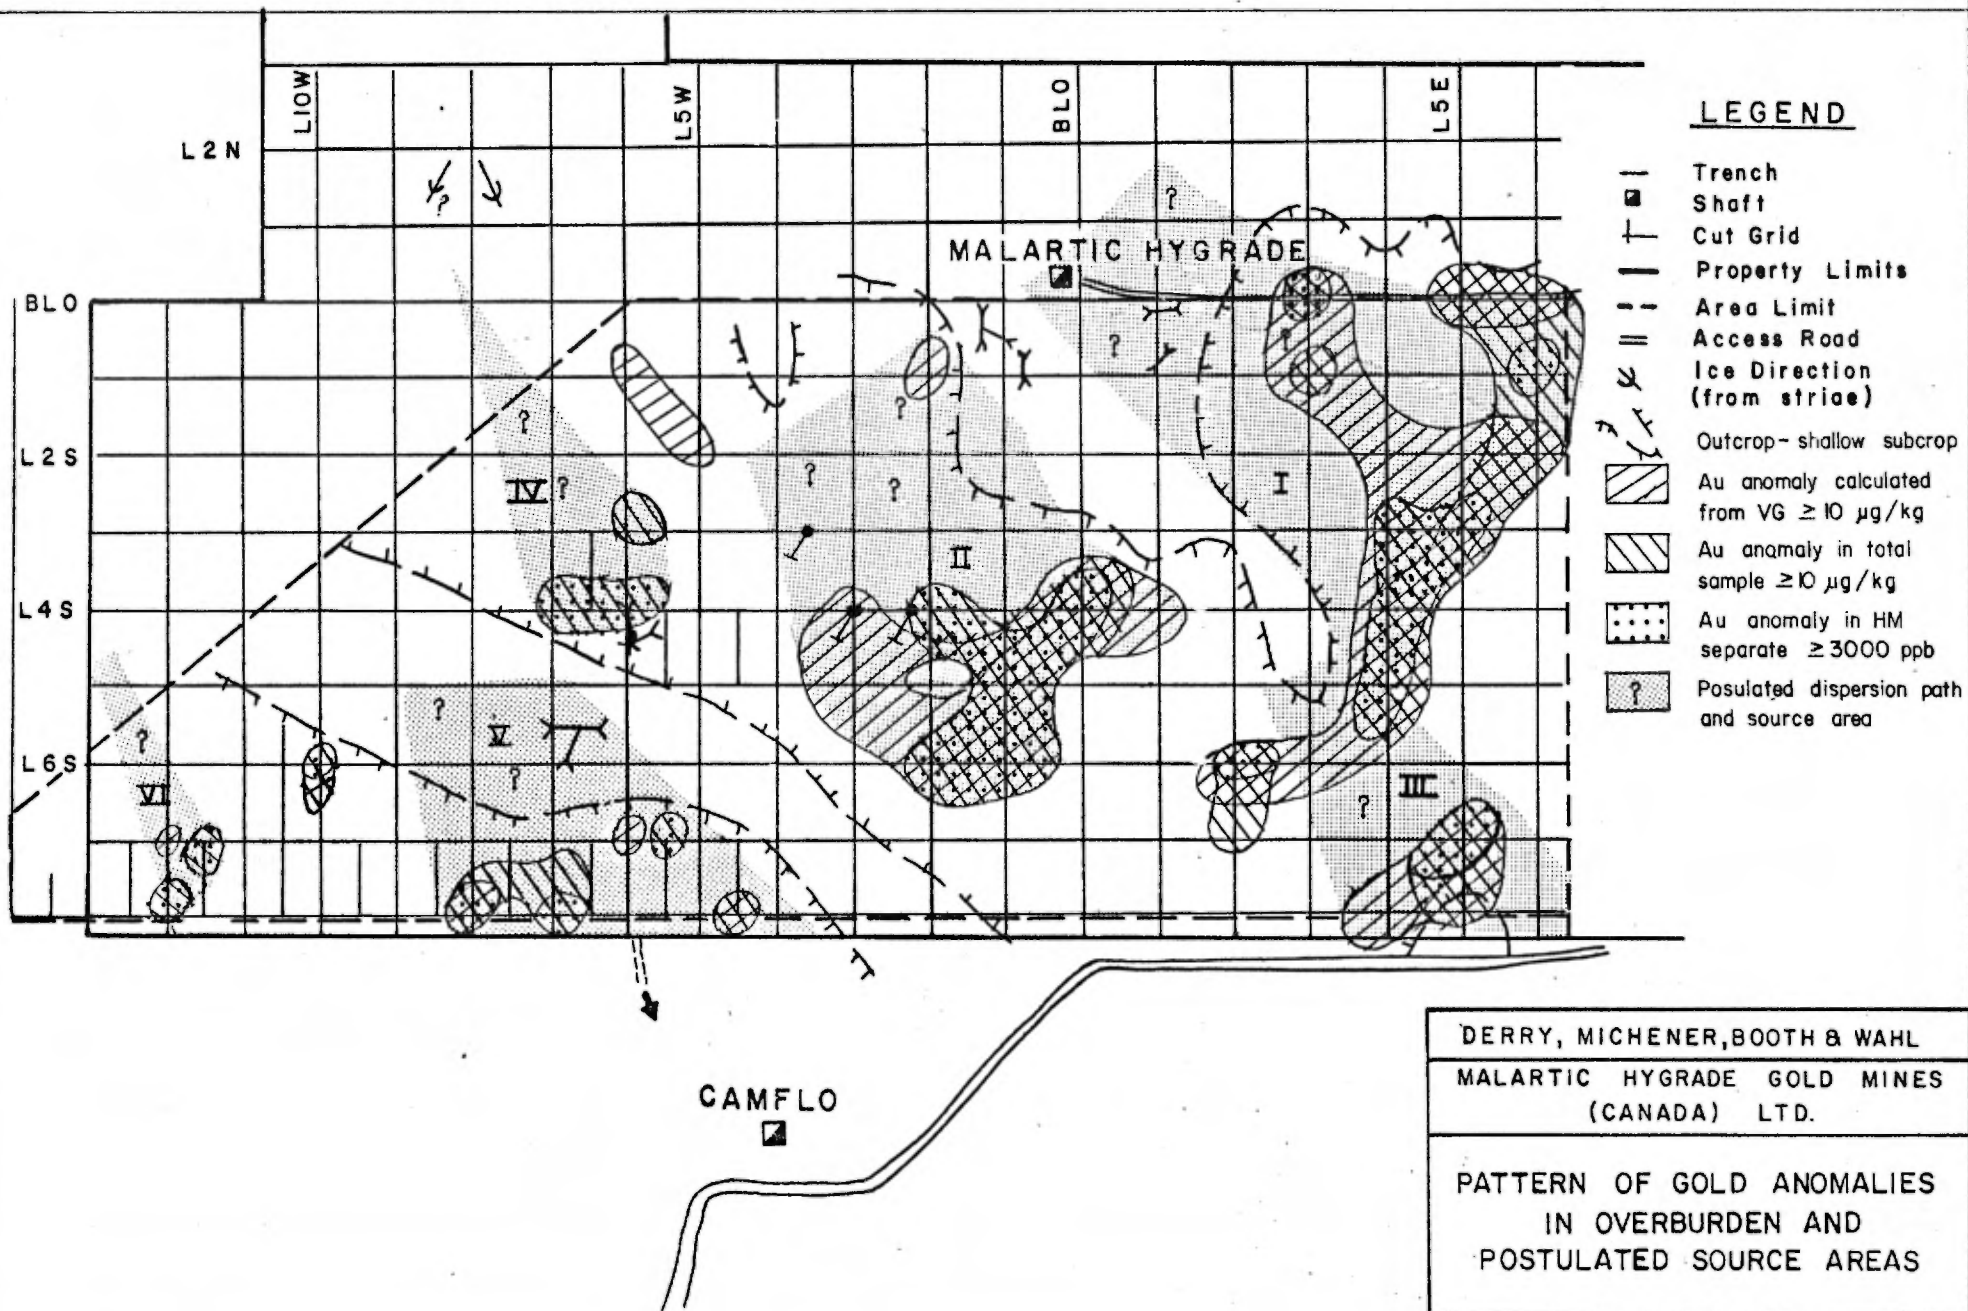 L10W
L5W
BLO
L5E
L2N
BLO
L2S
L4S
L6S
MALARTIC HYGRADE
?
?
?
?
?
?
?
?
?
?
?
?
?
?
I
II
III
IV
V
VI
CAMFLO
LEGEND
Trench
Shaft
Cut Grid
Property Limits
Area Limit
Access Road
Ice Direction
(from striae)
Outcrop - shallow subcrop
Au anomaly calculated
from VG ≥ 10 µg/kg
Au anomaly in total
sample ≥ 10 µg/kg
Au anomaly in HM
separate ≥ 3000 ppb
? Posulated dispersion path
and source area
DERRY, MICHENER, BOOTH & WAHL
MALARTIC HYGRADE GOLD MINES
(CANADA) LTD.
PATTERN OF GOLD ANOMALIES
IN OVERBURDEN AND
POSTULATED SOURCE AREAS